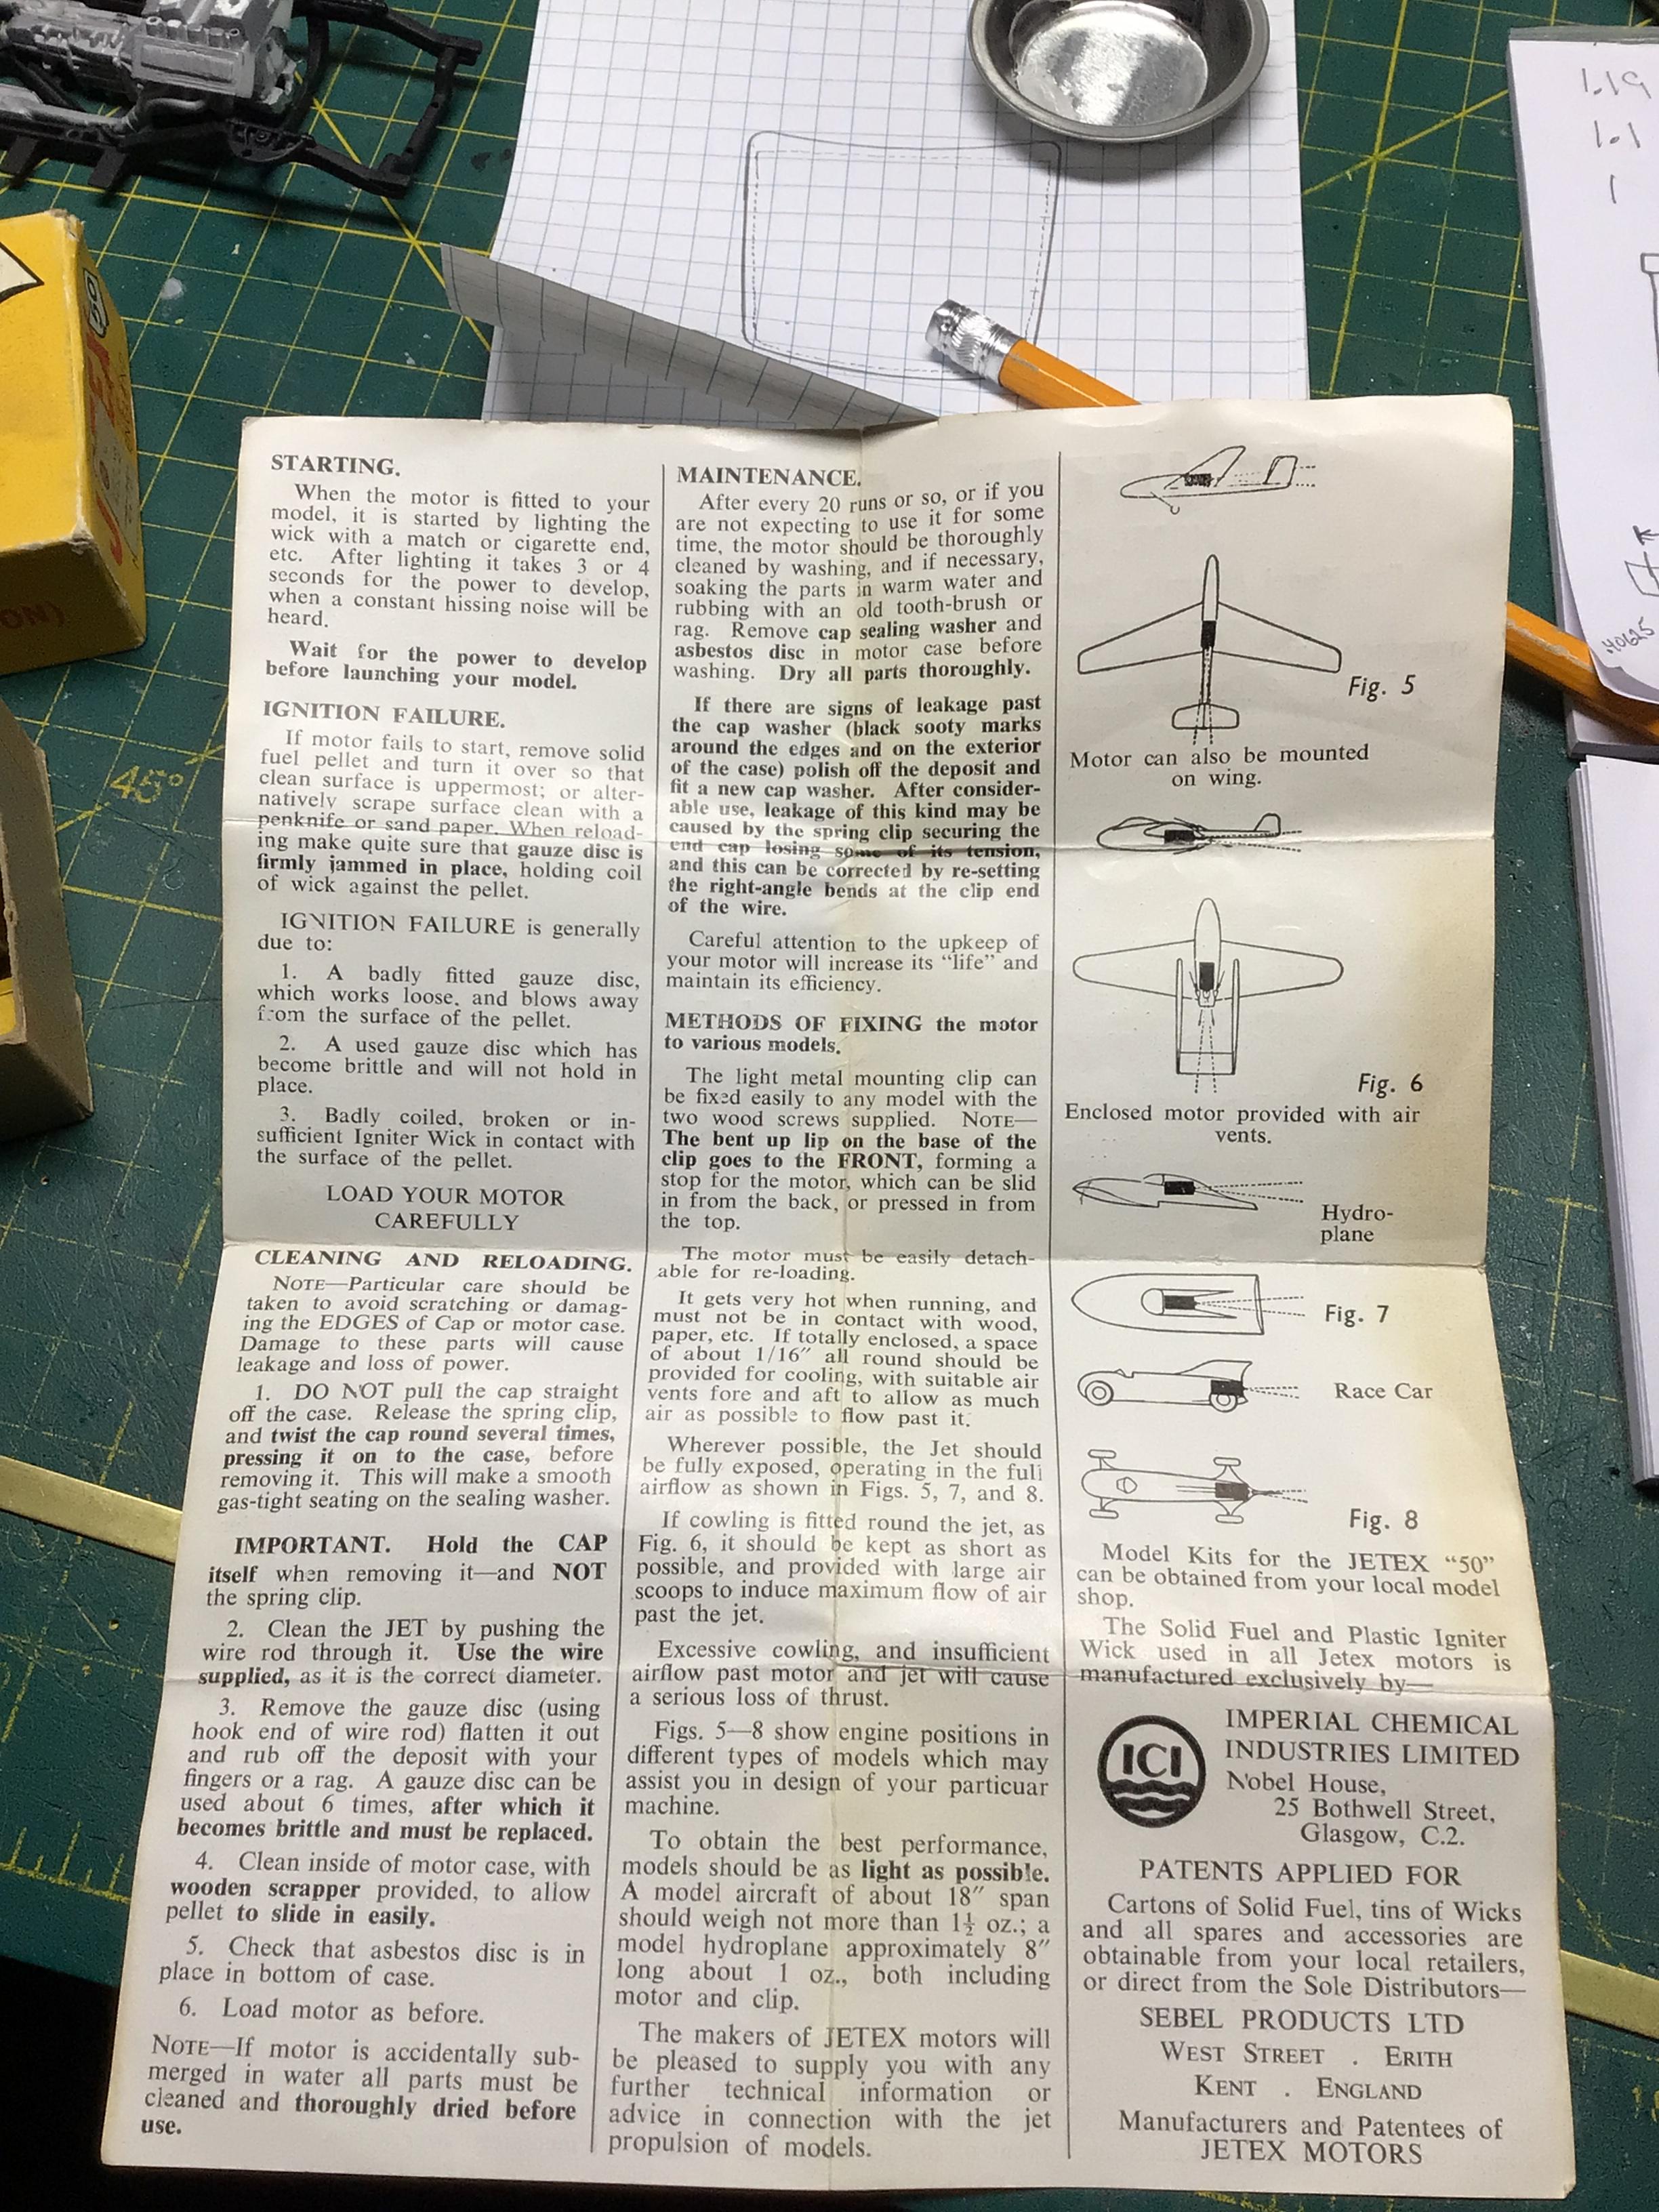 STARTING.
When the motor is fitted to your
model, it is started by lighting the
wick with a match or cigarette end,
etc. After lighting it takes 3 or 4
seconds for the power to develop,
when a constant hissing noise will be
heard.
Wait for the power to develop
before launching your model.
IGNITION FAILURE.
If motor fails to start, remove solid
fuel pellet and turn it over so that
clean surface is uppermost; or alter-
natively scrape surface clean with a
penknife or sand paper. When reload-
ing make quite sure that gauze disc is
firmly jammed in place, holding coil
of wick against the pellet.
IGNITION FAILURE is generally
due to:
1. A badly fitted gauze disc,
which works loose, and blows away
from the surface of the pellet.
2. A used gauze disc which has
become brittle and will not hold in
place.
3. Badly coiled, broken or in-
sufficient Igniter Wick in contact with
the surface of the pellet.
LOAD YOUR MOTOR
CAREFULLY
CLEANING AND RELOADING.
NOTE—Particular care should be
taken to avoid scratching or damag-
ing the EDGES of Cap or motor case.
Damage to these parts will cause
leakage and loss of power.
1. DO NOT pull the cap straight
off the case. Release the spring clip,
and twist the cap round several times,
pressing it on to the case, before
removing it. This will make a smooth
gas-tight seating on the sealing washer.
IMPORTANT. Hold the CAP
itself when removing it—and NOT
the spring clip.
2. Clean the JET by pushing the
wire rod through it. Use the wire
supplied, as it is the correct diameter.
3. Remove the gauze disc (using
hook end of wire rod) flatten it out
and rub off the deposit with your
fingers or a rag. A gauze disc can be
used about 6 times, after which it
becomes brittle and must be replaced.
4. Clean inside of motor case, with
wooden scrapper provided, to allow
pellet to slide in easily.
5. Check that asbestos disc is in
place in bottom of case.
6. Load motor as before.
NOTE—If motor is accidentally sub-
merged in water all parts must be
cleaned and thoroughly dried before
use.
MAINTENANCE.
After every 20 runs or so, or if you
are not expecting to use it for some
time, the motor should be thoroughly
cleaned by washing, and if necessary,
soaking the parts in warm water and
rubbing with an old tooth-brush or
rag. Remove cap sealing washer and
asbestos disc in motor case before
washing. Dry all parts thoroughly.
If there are signs of leakage past
the cap washer (black sooty marks
around the edges and on the exterior
of the case) polish off the deposit and
fit a new cap washer. After consider-
able use, leakage of this kind may be
caused by the spring clip securing the
end cap losing some of its tension,
and this can be corrected by re-setting
the right-angle bends at the clip end
of the wire.
Careful attention to the upkeep of
your motor will increase its "life" and
maintain its efficiency.
METHODS OF FIXING the motor
to various models.
The light metal mounting clip can
be fixed easily to any model with the
two wood screws supplied. NOTE—
The bent up lip on the base of the
clip goes to the FRONT, forming a
stop for the motor, which can be slid
in from the back, or pressed in from
the top.
The motor must be easily detach-
able for re-loading.
It gets very hot when running, and
must not be in contact with wood,
paper, etc. If totally enclosed, a space
of about 1/16″ all round should be
provided for cooling, with suitable air
vents fore and aft to allow as much
air as possible to flow past it.
Wherever possible, the Jet should
be fully exposed, operating in the full
airflow as shown in Figs. 5, 7, and 8.
If cowling is fitted round the jet, as
Fig. 6, it should be kept as short as
possible, and provided with large air
scoops to induce maximum flow of air
past the jet.
Excessive cowling, and insufficient
airflow past motor and jet will cause
a serious loss of thrust.
Figs. 5—8 show engine positions in
different types of models which may
assist you in design of your particuar
machine.
To obtain the best performance,
models should be as light as possible.
A model aircraft of about 18″ span
should weigh not more than 1½ oz.; a
model hydroplane approximately 8″
long about 1 oz., both including
motor and clip.
The makers of JETEX motors will
be pleased to supply you with any
further technical information or
advice in connection with the jet
propulsion of models.
Fig. 5
Motor can also be mounted
on wing.
Fig. 6
Enclosed motor provided with air
vents.
Hydro-
plane
Fig. 7
Race Car
Fig. 8
Model Kits for the JETEX "50"
can be obtained from your local model
shop.
The Solid Fuel and Plastic Igniter
Wick used in all Jetex motors is
manufactured exclusively by—
ICI
IMPERIAL CHEMICAL
INDUSTRIES LIMITED
Nobel House,
25 Bothwell Street,
Glasgow, C.2.
PATENTS APPLIED FOR
Cartons of Solid Fuel, tins of Wicks
and all spares and accessories are
obtainable from your local retailers,
or direct from the Sole Distributors—
SEBEL PRODUCTS LTD
WEST STREET . ERITH
KENT . ENGLAND
Manufacturers and Patentees of
JETEX MOTORS
45°
50
ON)
1.19
1.1
1
.40625